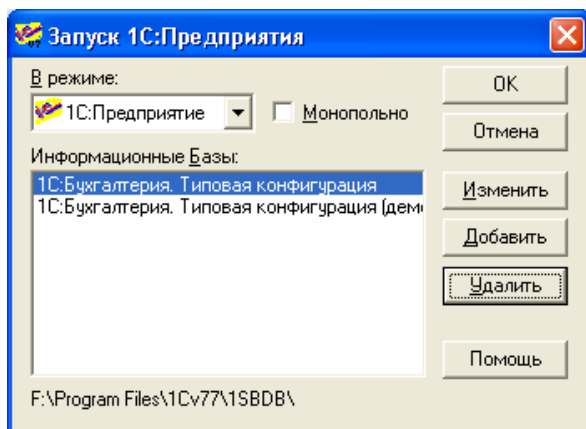 Запуск 1С:Предприятия
В режиме:
1С:Предприятие
Монопольно
OK
Отмена
Информационные Базы:
1С:Бухгалтерия. Типовая конфигурация
1С:Бухгалтерия. Типовая конфигурация (демо
Изменить
Добавить
Удалить
Помощь
F:\Program Files\1Cv77\1SBDB\